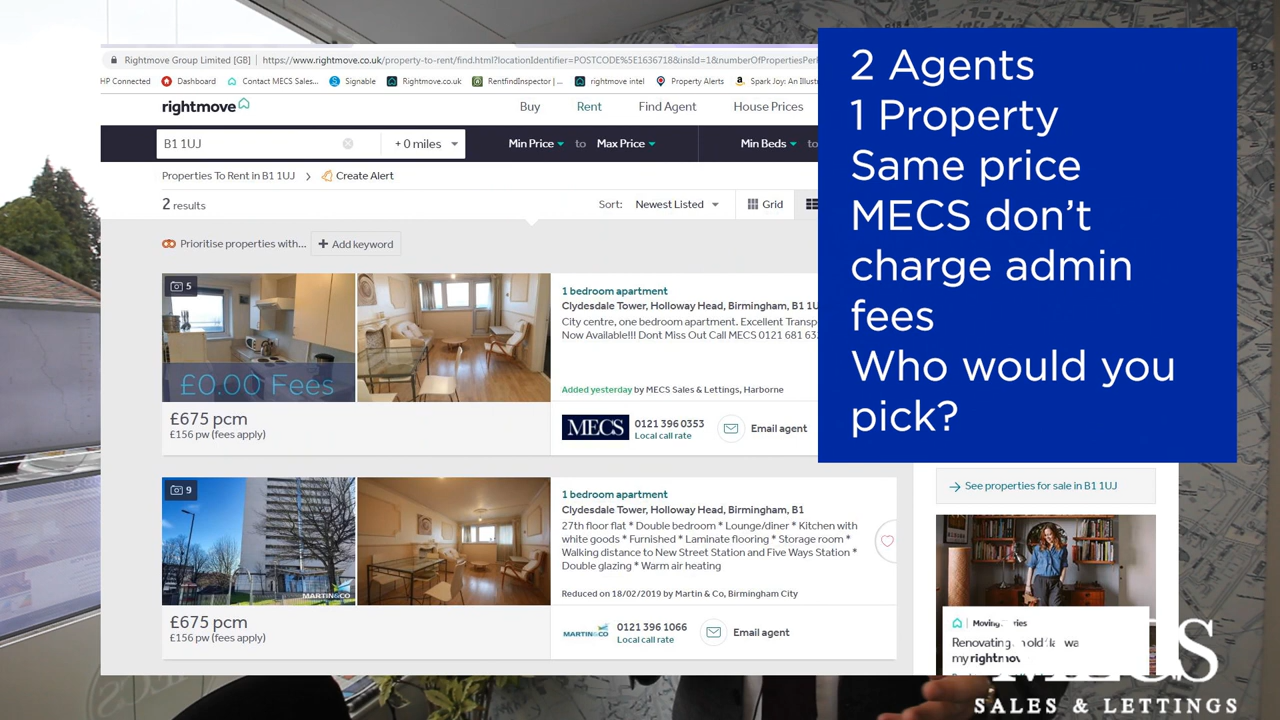 Rightmove Group Limited [GB] | https://www.rightmove.co.uk/property-to-rent/find.html?locationIdentifier=POSTCODE%5E1636718&insId=1&numberOfPropertiesPer
HP Connected Dashboard Contact MECS Sales... Signable Rightmove.co.uk RentfindInspector | ... rightmove intel Property Alerts Spark Joy: An Illust
rightmove
Buy Rent Find Agent House Prices
B1 1UJ + 0 miles Min Price to Max Price Min Beds to
Properties To Rent in B1 1UJ > Create Alert
2 results Sort: Newest Listed Grid
Prioritise properties with... + Add keyword
2 Agents
1 Property
Same price
MECS don't
charge admin
fees
Who would you
pick?
5
£0.00 Fees
1 bedroom apartment
Clydesdale Tower, Holloway Head, Birmingham, B1 1U
City centre, one bedroom apartment. Excellent Transp
Now Available!!! Dont Miss Out Call MECS 0121 681 63
Added yesterday by MECS Sales & Lettings, Harborne
£675 pcm
£156 pw (fees apply)
MECS 0121 396 0353
Local call rate
Email agent
→ See properties for sale in B1 1UJ
9
MARTIN&CO
1 bedroom apartment
Clydesdale Tower, Holloway Head, Birmingham, B1
27th floor flat * Double bedroom * Lounge/diner * Kitchen with
white goods * Furnished * Laminate flooring * Storage room *
Walking distance to New Street Station and Five Ways Station *
Double glazing * Warm air heating
Reduced on 18/02/2019 by Martin & Co, Birmingham City
£675 pcm
£156 pw (fees apply)
MARTIN&CO 0121 396 1066
Local call rate
Email agent
Renovating
my rightmov
MECS
SALES & LETTINGS